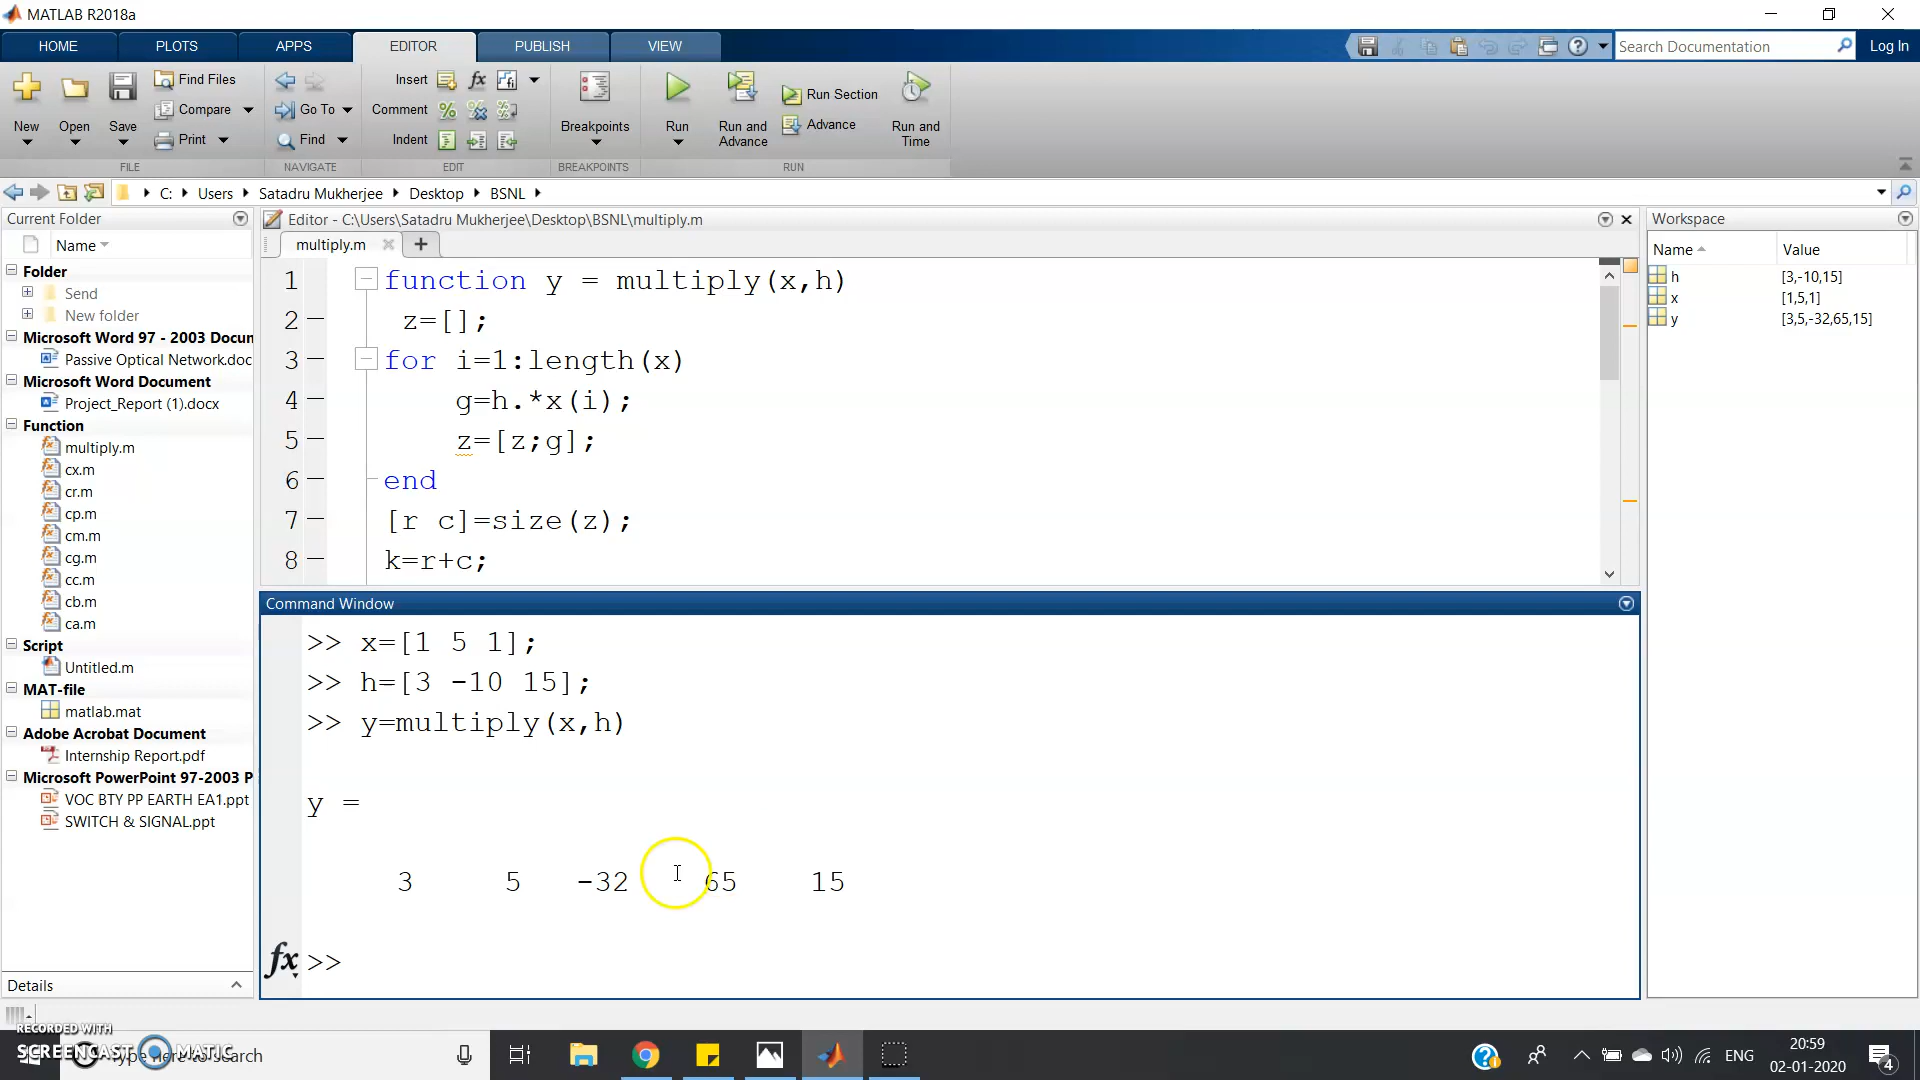 MATLAB R2018a
HOME PLOTS APPS EDITOR PUBLISH VIEW
Search Documentation
Log In
New
Open
Save
Find Files
Compare
Print
FILE
Go To
Find
NAVIGATE
Insert
Comment
Indent
EDIT
Breakpoints
BREAKPOINTS
Run
Run and Advance
Run Section
Advance
Run and Time
RUN
C: Users Satadru Mukherjee Desktop BSNL
Current Folder
Name
Folder
Send
New folder
Microsoft Word 97 - 2003 Docun
Passive Optical Network.doc
Microsoft Word Document
Project_Report (1).docx
Function
multiply.m
cx.m
cr.m
cp.m
cm.m
cg.m
cc.m
cb.m
ca.m
Script
Untitled.m
MAT-file
matlab.mat
Adobe Acrobat Document
Internship Report.pdf
Microsoft PowerPoint 97-2003 P
VOC BTY PP EARTH EA1.ppt
SWITCH & SIGNAL.ppt
Details
Editor - C:\Users\Satadru Mukherjee\Desktop\BSNL\multiply.m
multiply.m
1 function y = multiply(x,h)
2 z=[];
3 for i=1:length(x)
4 g=h.*x(i);
5 z=[z;g];
6 end
7 [r c]=size(z);
8 k=r+c;
Command Window
>> x=[1 5 1];
>> h=[3 -10 15];
>> y=multiply(x,h)
y =
3 5 -32 65 15
fx >>
Workspace
Name Value
h [3,-10,15]
x [1,5,1]
y [3,5,-32,65,15]
RECORDED WITH
SCREENCAST MATIC
Type here to search
ENG
20:59
02-01-2020
4